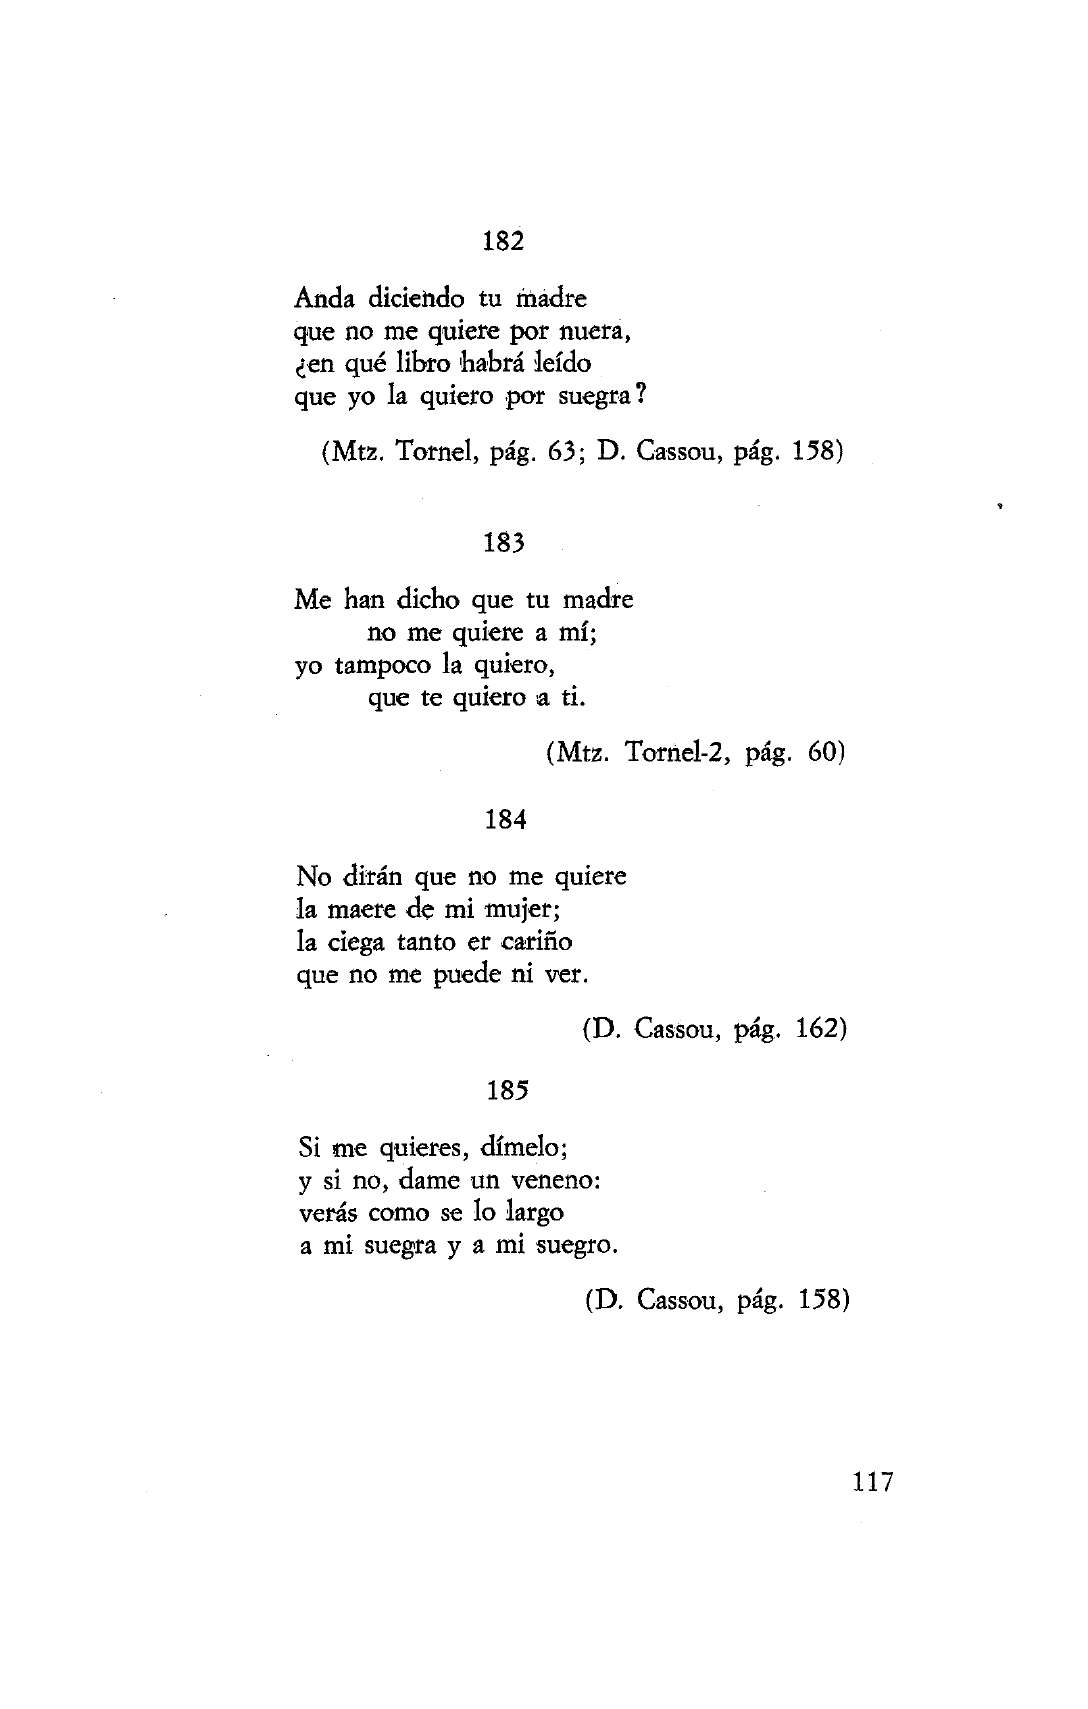 182
Anda diciendo tu madre
que no me quiere por nuera,
¿en qué libro habrá leído
que yo la quiero por suegra?
(Mtz. Tornel, pág. 63; D. Cassou, pág. 158)
183
Me han dicho que tu madre
no me quiere a mí;
yo tampoco la quiero,
que te quiero a ti.
(Mtz. Tornel-2, pág. 60)
184
No dirán que no me quiere
la maere de mi mujer;
la ciega tanto er cariño
que no me puede ni ver.
(D. Cassou, pág. 162)
185
Si me quieres, dímelo;
y si no, dame un veneno:
verás como se lo largo
a mi suegra y a mi suegro.
(D. Cassou, pág. 158)
117